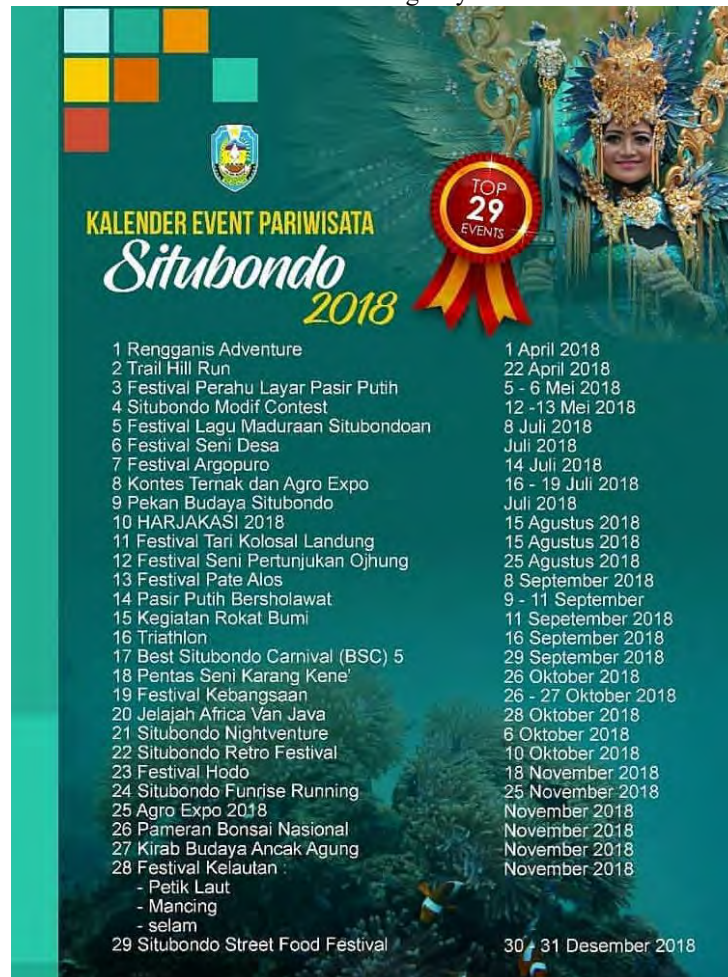 TOP
29
EVENTS
KALENDER EVENT PARIWISATA
Situbondo
2018
1 Rengganis Adventure 1 April 2018
2 Trail Hill Run 22 April 2018
3 Festival Perahu Layar Pasir Putih 5 - 6 Mei 2018
4 Situbondo Modif Contest 12 -13 Mei 2018
5 Festival Lagu Maduraan Situbondoan 8 Juli 2018
6 Festival Seni Desa Juli 2018
7 Festival Argopuro 14 Juli 2018
8 Kontes Ternak dan Agro Expo 16 - 19 Juli 2018
9 Pekan Budaya Situbondo Juli 2018
10 HARJAKASI 2018 15 Agustus 2018
11 Festival Tari Kolosal Landung 15 Agustus 2018
12 Festival Seni Pertunjukan Ojhung 25 Agustus 2018
13 Festival Pate Alos 8 September 2018
14 Pasir Putih Bersholawat 9 - 11 September
15 Kegiatan Rokat Bumi 11 Sepetember 2018
16 Triathlon 16 September 2018
17 Best Situbondo Carnival (BSC) 5 29 September 2018
18 Pentas Seni Karang Kene' 26 Oktober 2018
19 Festival Kebangsaan 26 - 27 Oktober 2018
20 Jelajah Africa Van Java 28 Oktober 2018
21 Situbondo Nightventure 6 Oktober 2018
22 Situbondo Retro Festival 10 Oktober 2018
23 Festival Hodo 18 November 2018
24 Situbondo Funrise Running 25 November 2018
25 Agro Expo 2018 November 2018
26 Pameran Bonsai Nasional November 2018
27 Kirab Budaya Ancak Agung November 2018
28 Festival Kelautan : November 2018
- Petik Laut
- Mancing
- selam
29 Situbondo Street Food Festival 30 - 31 Desember 2018